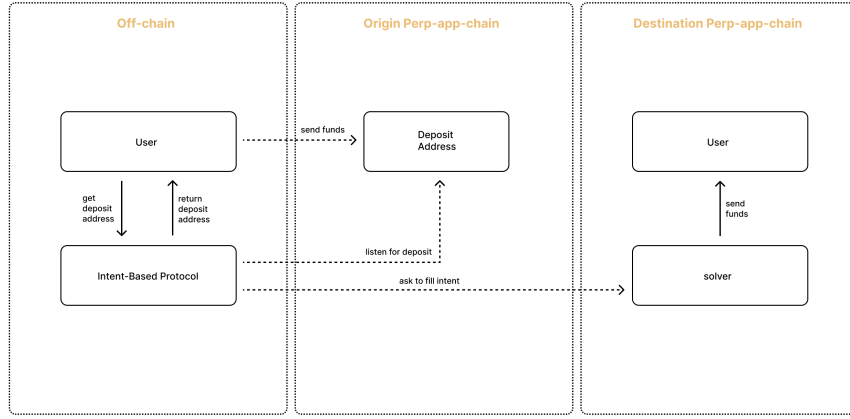 Off-chain
Origin Perp-app-chain
Destination Perp-app-chain
User
send funds
Deposit
Address
User
get
deposit
address
return
deposit
address
send
funds
listen for deposit
Intent-Based Protocol
ask to fill intent
solver